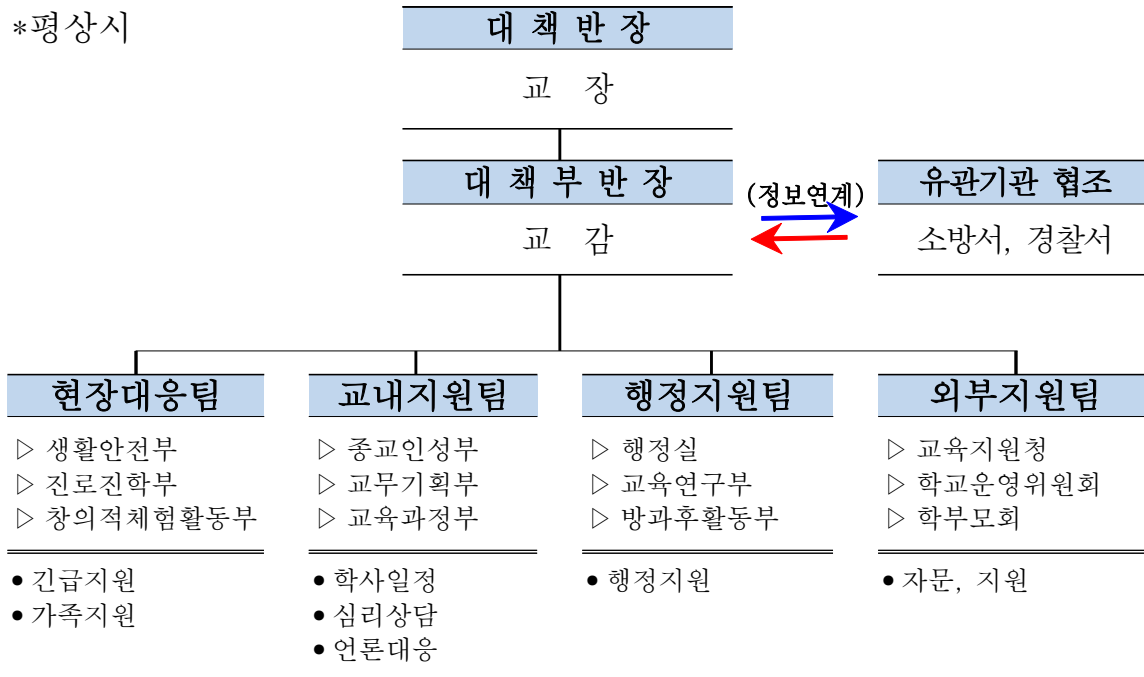 *평상시
대 책 반 장
교 장
대 책 부 반 장
교 감
(정보연계)
유관기관 협조
소방서, 경찰서
현장대응팀
▷ 생활안전부
▷ 진로진학부
▷ 창의적체험활동부
● 긴급지원
● 가족지원
교내지원팀
▷ 종교인성부
▷ 교무기획부
▷ 교육과정부
● 학사일정
● 심리상담
● 언론대응
행정지원팀
▷ 행정실
▷ 교육연구부
▷ 방과후활동부
● 행정지원
외부지원팀
▷ 교육지원청
▷ 학교운영위원회
▷ 학부모회
● 자문, 지원